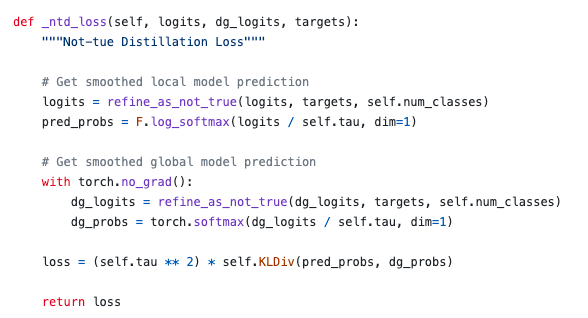 def _ntd_loss(self, logits, dg_logits, targets):
    """Not-tue Distillation Loss"""

    # Get smoothed local model prediction
    logits = refine_as_not_true(logits, targets, self.num_classes)
    pred_probs = F.log_softmax(logits / self.tau, dim=1)

    # Get smoothed global model prediction
    with torch.no_grad():
        dg_logits = refine_as_not_true(dg_logits, targets, self.num_classes)
        dg_probs = torch.softmax(dg_logits / self.tau, dim=1)

    loss = (self.tau ** 2) * self.KLDiv(pred_probs, dg_probs)

    return loss